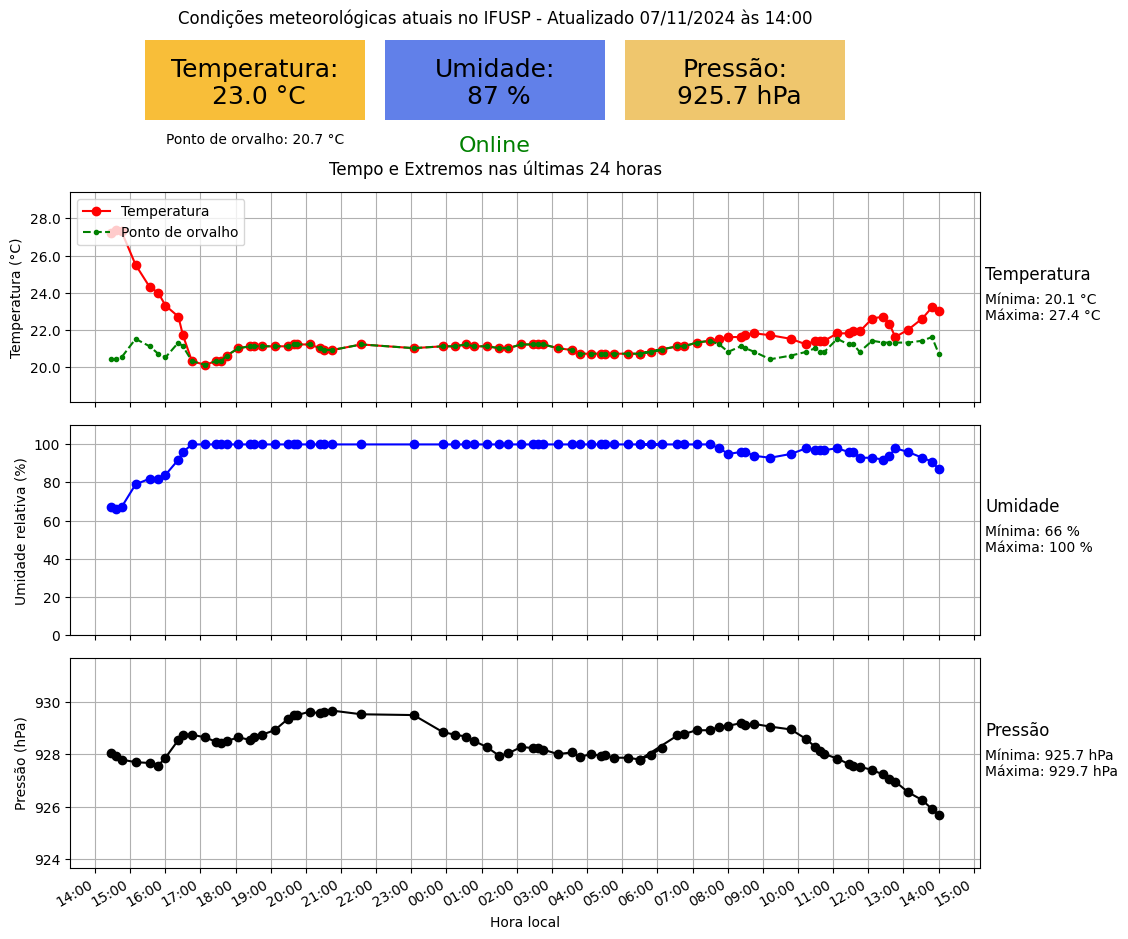 Condições meteorológicas atuais no IFUSP - Atualizado 07/11/2024 às 14:00
Temperatura:
23.0 °C
Umidade:
87 %
Pressão:
925.7 hPa
Ponto de orvalho: 20.7 °C
Online
Tempo e Extremos nas últimas 24 horas
Temperatura (°C)
28.0
26.0
24.0
22.0
20.0
Temperatura
Ponto de orvalho
Temperatura
Mínima: 20.1 °C
Máxima: 27.4 °C
Umidade relativa (%)
100
80
60
40
20
0
Umidade
Mínima: 66 %
Máxima: 100 %
Pressão (hPa)
930
928
926
924
Pressão
Mínima: 925.7 hPa
Máxima: 929.7 hPa
14:00 15:00 16:00 17:00 18:00 19:00 20:00 21:00 22:00 23:00 00:00 01:00 02:00 03:00 04:00 05:00 06:00 07:00 08:00 09:00 10:00 11:00 12:00 13:00 14:00 15:00
Hora local